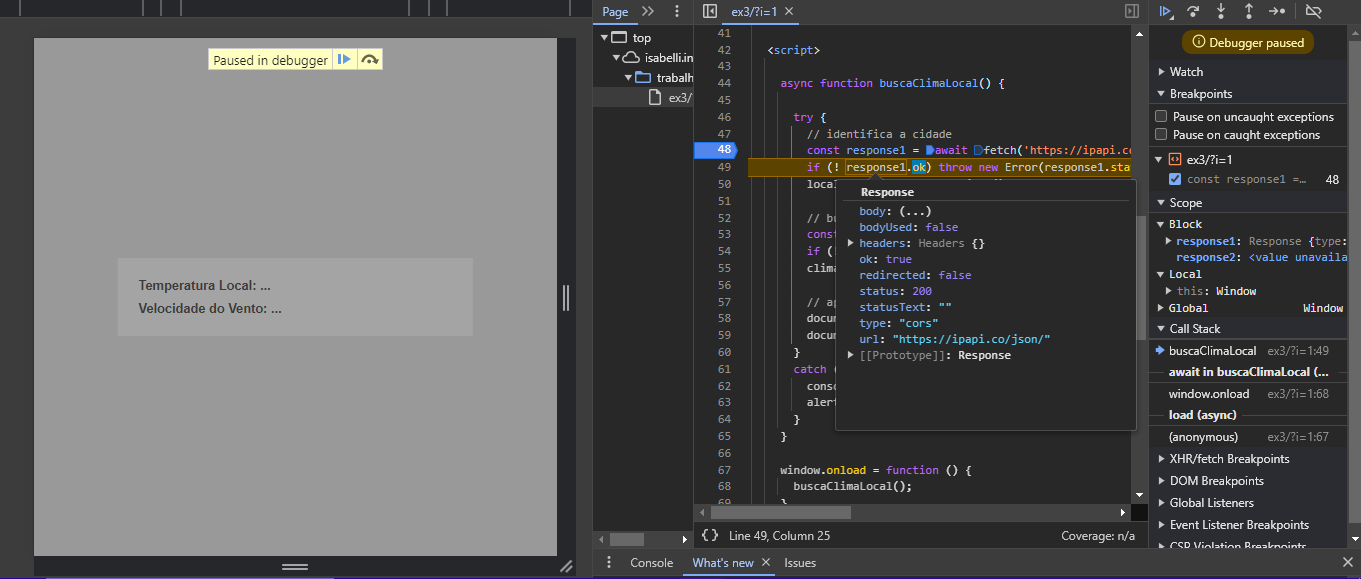 Paused in debugger
Temperatura Local: ...
Velocidade do Vento: ...
Page
top
isabelli.in
trabalh
ex3/
ex3/?i=1
41
42 <script>
43
44 async function buscaClimaLocal() {
45
46 try {
47 // identifica a cidade
48 const response1 = await fetch('https://ipapi.co
49 if (! response1.ok) throw new Error(response1.sta
50 loca
51
52 // bu
53 cons
54 if (
55 clima
56
57 // ap
58 docum
59 docum
60 }
61 catch (
62 conso
63 alert
64 }
65 }
66
67 window.onload = function () {
68 buscaClimaLocal();
69 }
Response
body: (...)
bodyUsed: false
headers: Headers {}
ok: true
redirected: false
status: 200
statusText: ""
type: "cors"
url: "https://ipapi.co/json/"
[[Prototype]]: Response
{} Line 49, Column 25
Coverage: n/a
Debugger paused
Watch
Breakpoints
Pause on uncaught exceptions
Pause on caught exceptions
ex3/?i=1
const response1 =… 48
Scope
Block
response1: Response {type:
response2: <value unavaila
Local
this: Window
Global Window
Call Stack
buscaClimaLocal ex3/?i=1:49
await in buscaClimaLocal (...
window.onload ex3/?i=1:68
load (async)
(anonymous) ex3/?i=1:67
XHR/fetch Breakpoints
DOM Breakpoints
Global Listeners
Event Listener Breakpoints
CSP Violation Breakpoints
Console
What's new
Issues